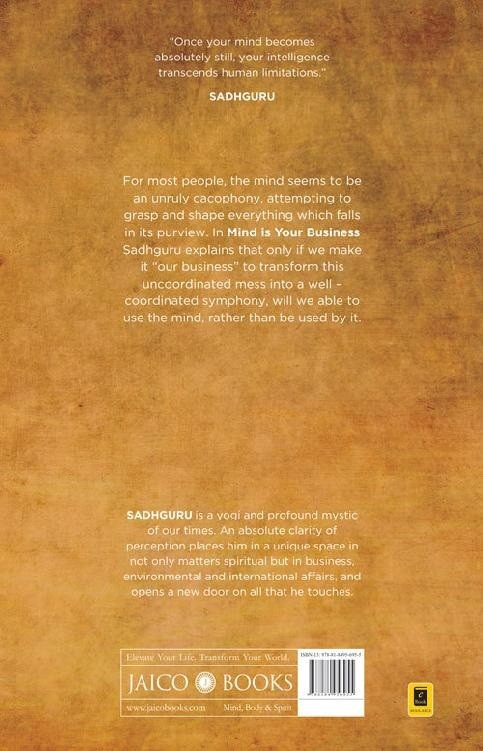 “Once your mind becomes
absolutely still, your intelligence
transcends human limitations.”
SADHGURU
For most people, the mind seems to be
an unruly cacophony, attempting to
grasp and shape everything which falls
in its purview. In Mind is Your Business
Sadhguru explains that only if we make
it “our business” to transform this
uncoordinated mess into a well –
coordinated symphony, will we able to
use the mind, rather than be used by it.
SADHGURU is a yogi and profound mystic
of our times. An absolute clarity of
perception places him in a unique space in
not only matters spiritual but in business,
environmental and international affairs, and
opens a new door on all that he touches.
Elevate Your Life. Transform Your World.
JAICO J BOOKS
www.jaicobooks.com Mind, Body & Spirit
ISBN-13: 978-81-8495-695-5
e
Book
AVAILABLE